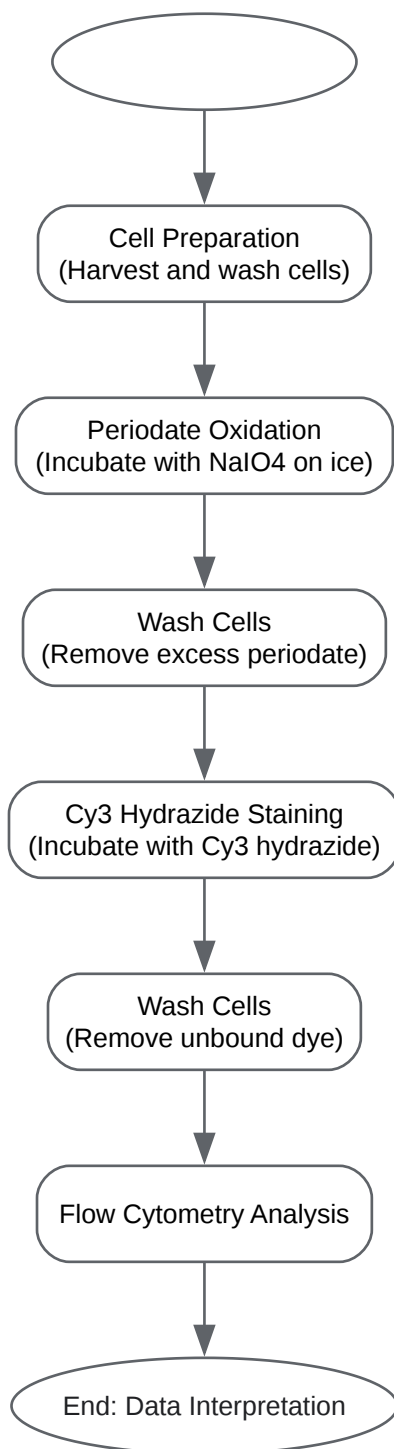 Cell Preparation
(Harvest and wash cells)
Periodate Oxidation
(Incubate with NaIO4 on ice)
Wash Cells
(Remove excess periodate)
Cy3 Hydrazide Staining
(Incubate with Cy3 hydrazide)
Wash Cells
(Remove unbound dye)
Flow Cytometry Analysis
End: Data Interpretation